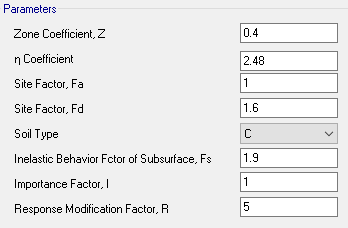 Parameters
Zone Coefficient, Z 0.4
η Coefficient 2.48
Site Factor, Fa 1
Site Factor, Fd 1.6
Soil Type C
Inelastic Behavior Fctor of Subsurface, Fs 1.9
Importance Factor, I 1
Response Modification Factor, R 5